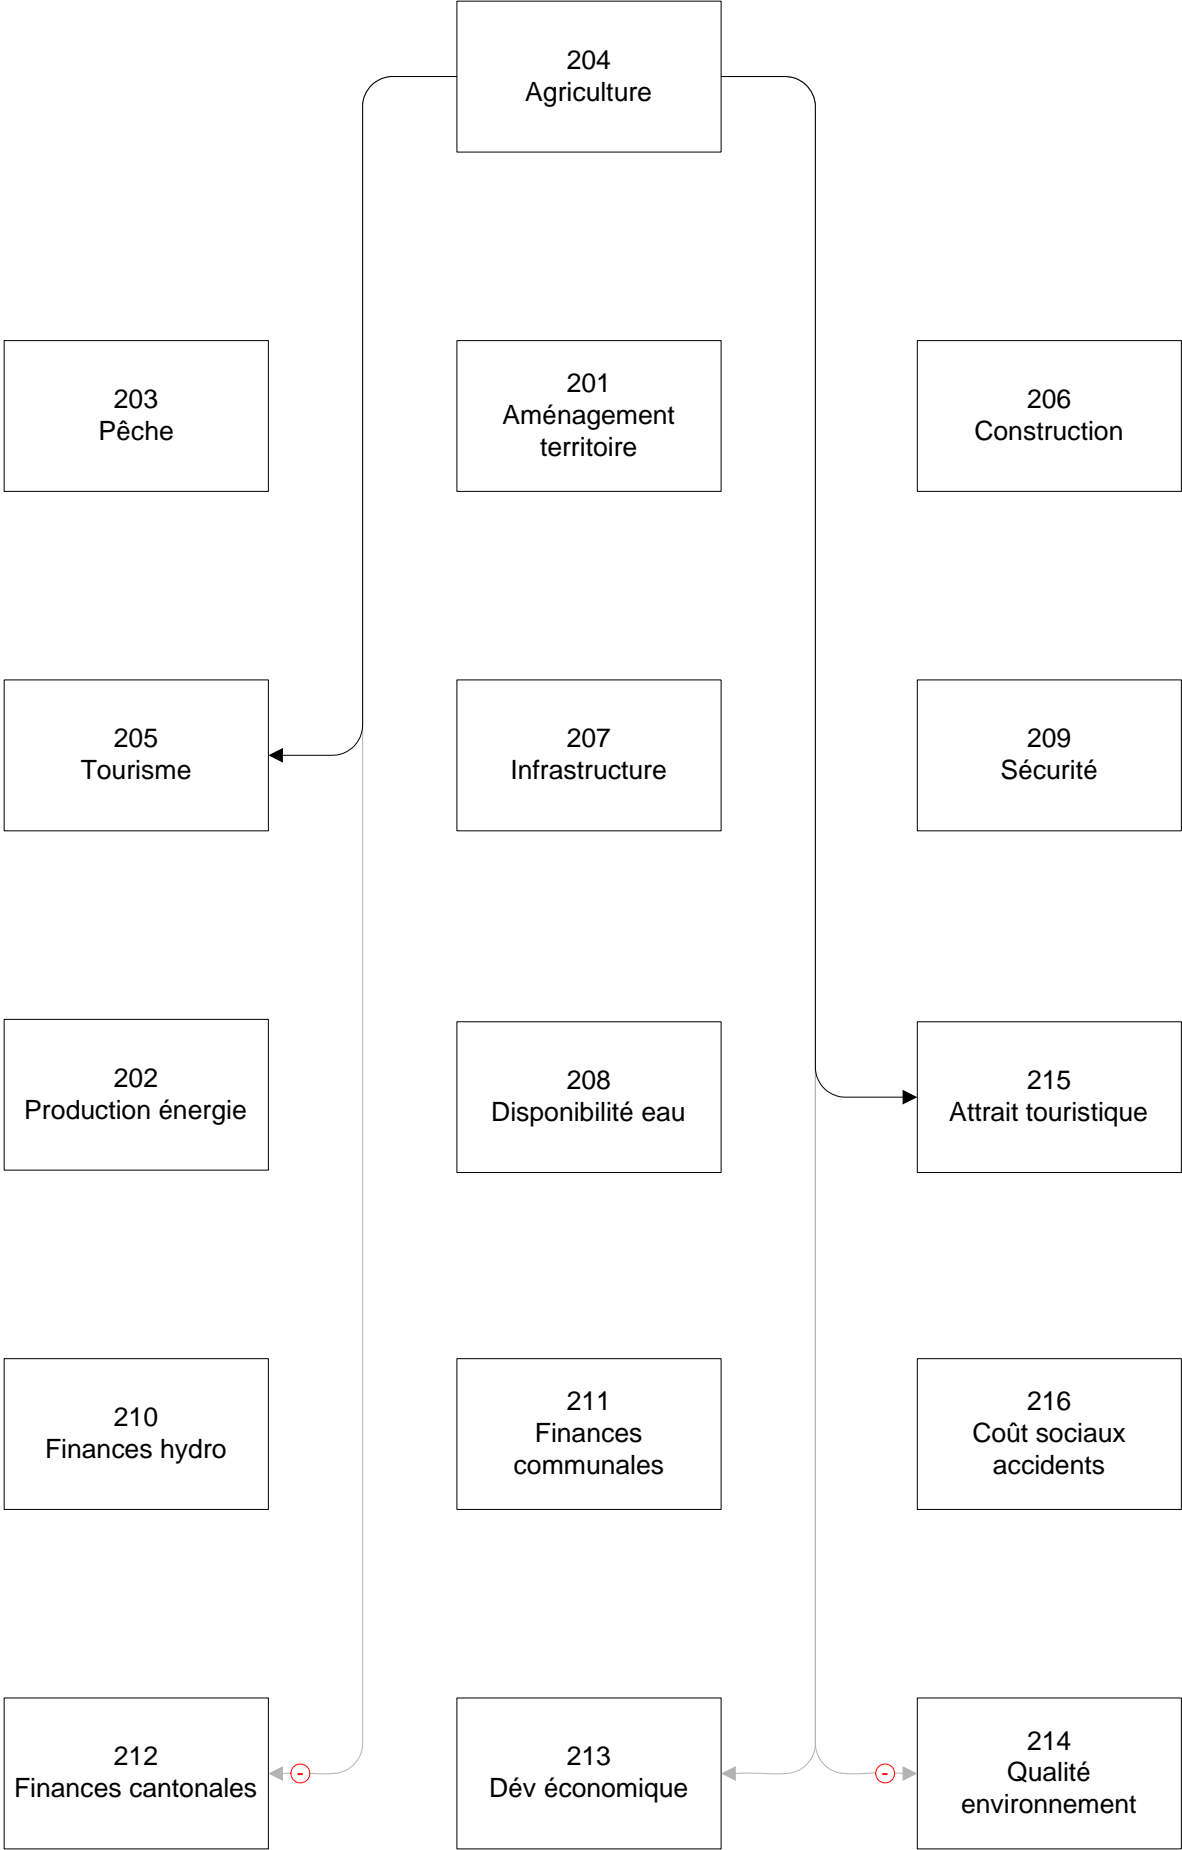 204
Agriculture
203
Pêche
201
Aménagement
territoire
206
Construction
205
Tourisme
207
Infrastructure
209
Sécurité
202
Production énergie
208
Disponibilité eau
215
Attrait touristique
210
Finances hydro
211
Finances
communales
216
Coût sociaux
accidents
212
Finances cantonales
-
213
Dév économique
-
214
Qualité
environnement